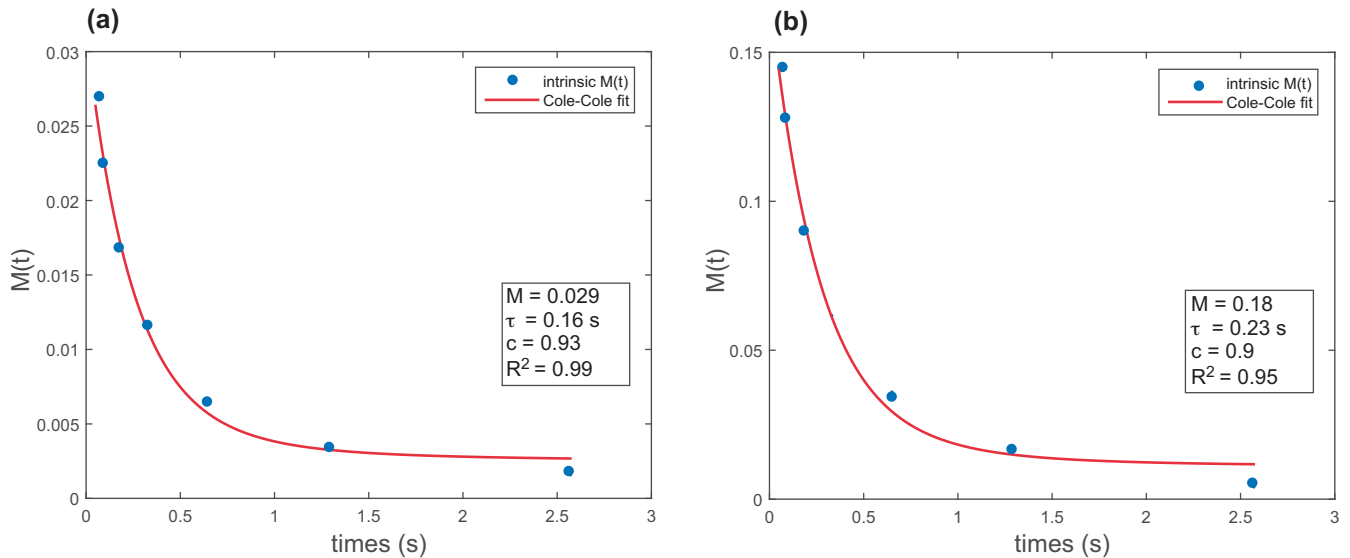 (a)
0.03
0.025
0.02
0.015
0.01
0.005
0
M(t)
0
0.5
1
1.5
2
2.5
3
times (s)
intrinsic M(t)
Cole-Cole fit
M = 0.029
τ = 0.16 s
c = 0.93
R² = 0.99
(b)
0.15
0.1
0.05
0
M(t)
0
0.5
1
1.5
2
2.5
3
times (s)
intrinsic M(t)
Cole-Cole fit
M = 0.18
τ = 0.23 s
c = 0.9
R² = 0.95